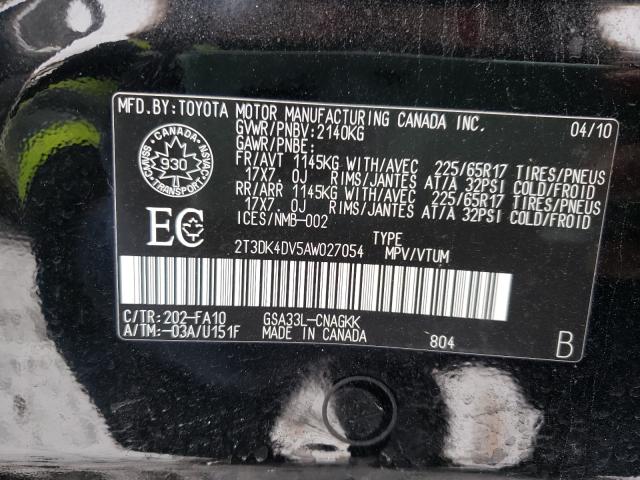 MFD.BY:TOYOTA MOTOR MANUFACTURING CANADA INC. 04/10
GVWR/PNBV:2140KG
GAWR/PNBE:
FR/AVT 1145KG WITH/AVEC 225/65R17 TIRES/PNEUS
17X7.0J RIMS/JANTES AT/A 32PSI COLD/FROID
RR/ARR 1145KG WITH/AVEC 225/65R17 TIRES/PNEUS
17X7.0J RIMS/JANTES AT/A 32PSI COLD/FROID
ICES/NMB-002
CANADA
CMVSS NSVAC
930
TRANSPORT
EC
2T3DK4DV5AW027054 TYPE MPV/VTUM
C/TR:202-FA10 GSA33L-CNAGKK
A/TM:-03A/U151F MADE IN CANADA 804 B